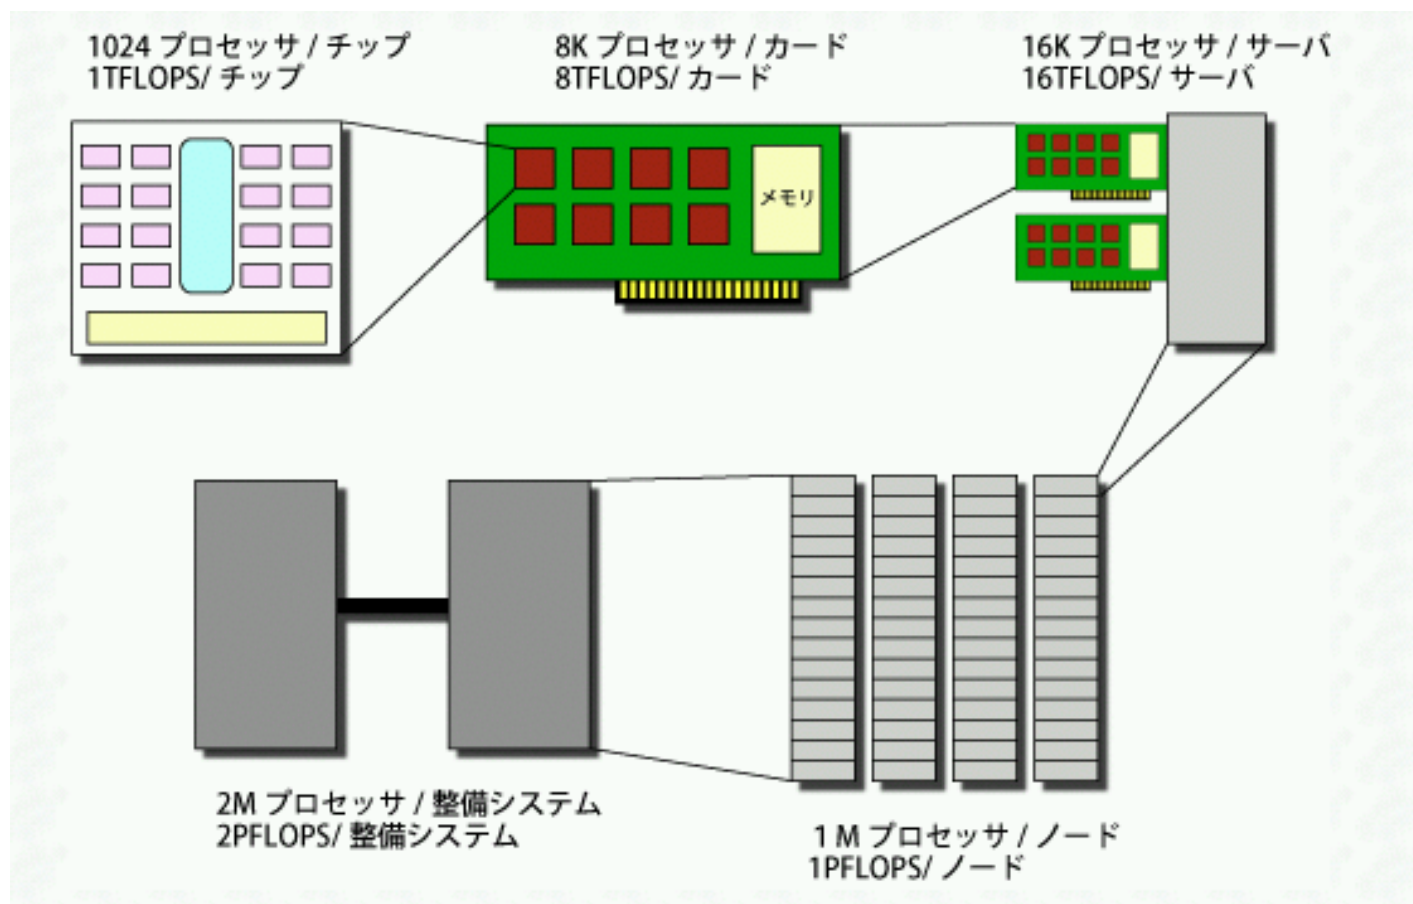 1024 プロセッサ / チップ
1TFLOPS/ チップ
8K プロセッサ / カード
8TFLOPS/ カード
16K プロセッサ / サーバ
16TFLOPS/ サーバ
メモリ
2M プロセッサ / 整備システム
2PFLOPS/ 整備システム
1 M プロセッサ / ノード
1PFLOPS/ ノード